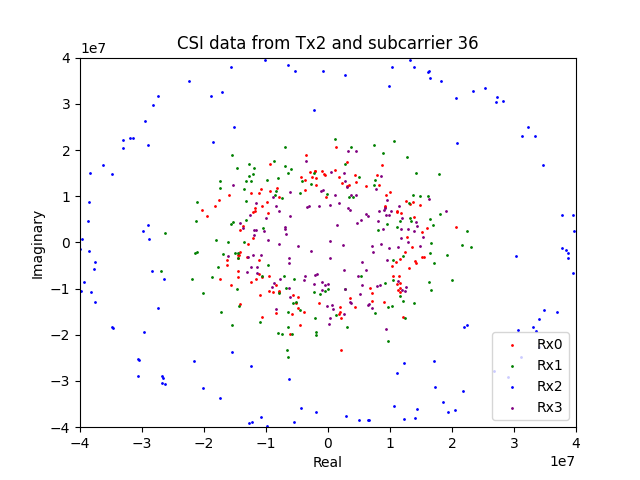 CSI data from Tx2 and subcarrier 36
1e7
4
3
2
1
0
−1
−2
−3
−4
Imaginary
Rx0
Rx1
Rx2
Rx3
−4 −3 −2 −1 0 1 2 3 4
Real
1e7